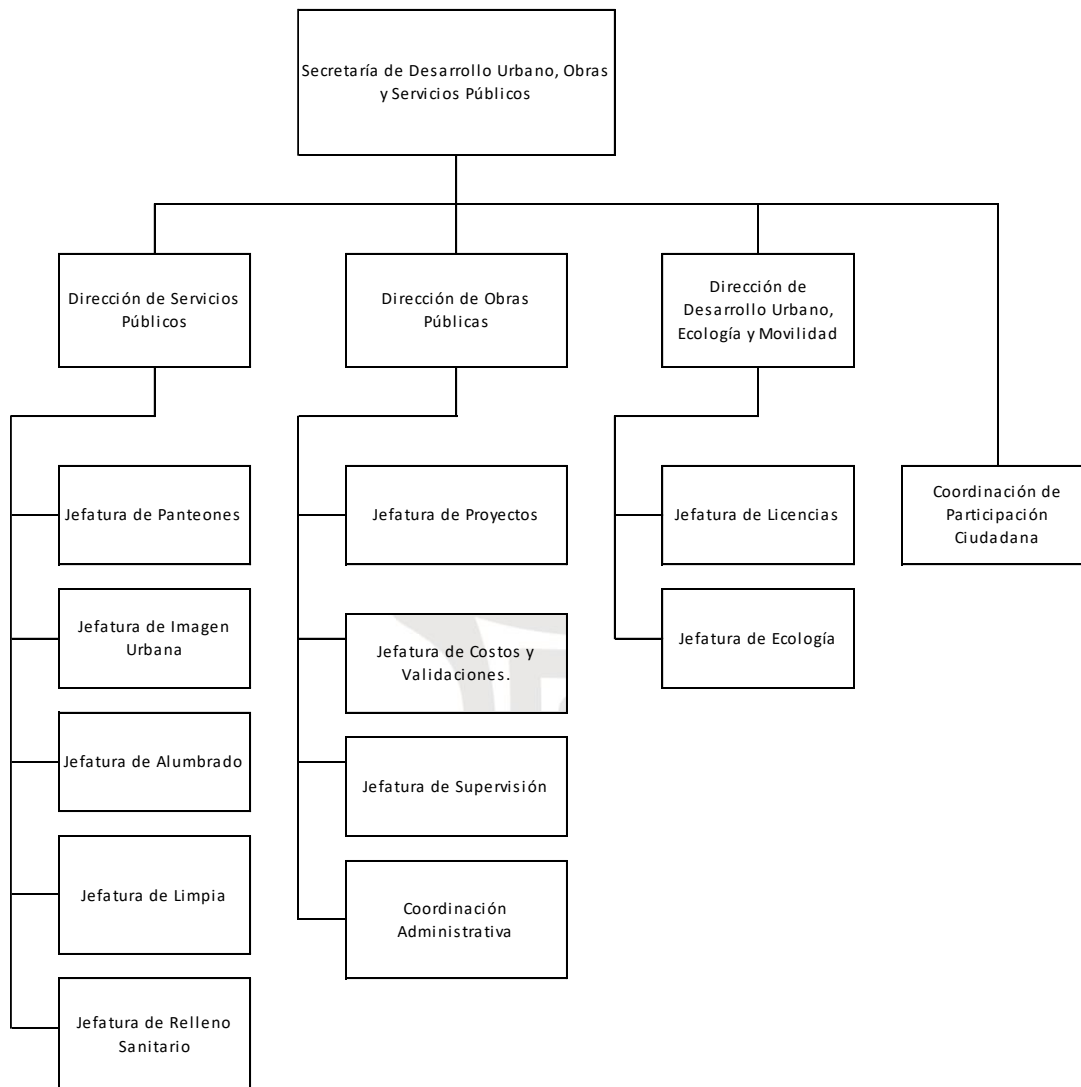 Secretaría de Desarrollo Urbano, Obras
y Servicios Públicos
Dirección de Servicios
Públicos
Dirección de Obras
Públicas
Dirección de
Desarrollo Urbano,
Ecología y Movilidad
Jefatura de Panteones
Jefatura de Proyectos
Jefatura de Licencias
Coordinación de
Participación
Ciudadana
Jefatura de Imagen
Urbana
Jefatura de Costos y
Validaciones.
Jefatura de Ecología
Jefatura de Alumbrado
Jefatura de Supervisión
Jefatura de Limpia
Coordinación
Administrativa
Jefatura de Relleno
Sanitario